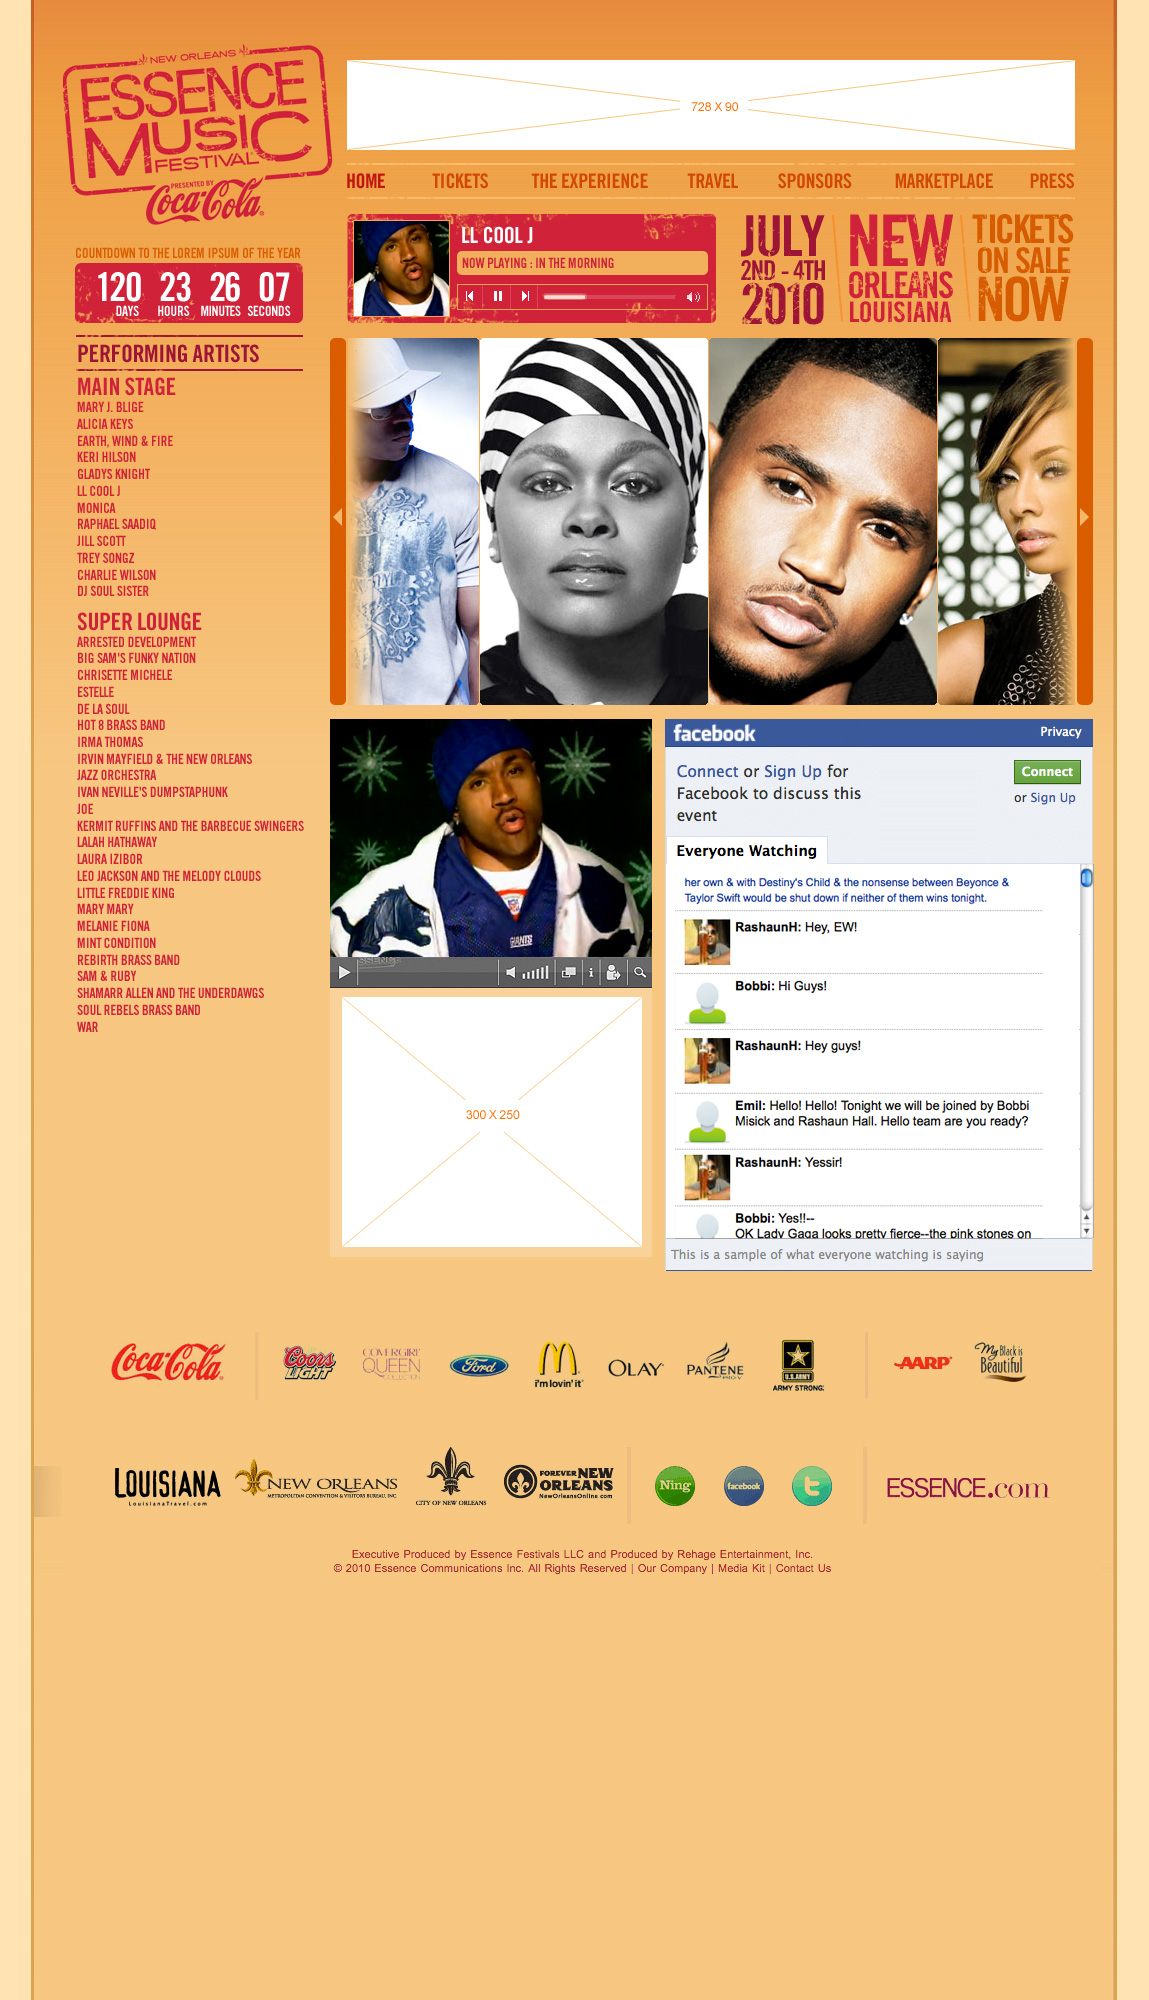 NEW ORLEANS
ESSENCE
MUSIC
FESTIVAL
PRESENTED BY
Coca-Cola
728 X 90
HOME TICKETS THE EXPERIENCE TRAVEL SPONSORS MARKETPLACE PRESS
LL COOL J
NOW PLAYING : IN THE MORNING
JULY
2ND - 4TH
2010
NEW
ORLEANS
LOUISIANA
TICKETS
ON SALE
NOW
COUNTDOWN TO THE LOREM IPSUM OF THE YEAR
120 23 26 07
DAYS HOURS MINUTES SECONDS
PERFORMING ARTISTS
MAIN STAGE
MARY J. BLIGE
ALICIA KEYS
EARTH, WIND & FIRE
KERI HILSON
GLADYS KNIGHT
LL COOL J
MONICA
RAPHAEL SAADIQ
JILL SCOTT
TREY SONGZ
CHARLIE WILSON
DJ SOUL SISTER
SUPER LOUNGE
ARRESTED DEVELOPMENT
BIG SAM'S FUNKY NATION
CHRISETTE MICHELE
ESTELLE
DE LA SOUL
HOT 8 BRASS BAND
IRMA THOMAS
IRVIN MAYFIELD & THE NEW ORLEANS
JAZZ ORCHESTRA
IVAN NEVILLE'S DUMPSTAPHUNK
JOE
KERMIT RUFFINS AND THE BARBECUE SWINGERS
LALAH HATHAWAY
LAURA IZIBOR
LEO JACKSON AND THE MELODY CLOUDS
LITTLE FREDDIE KING
MARY MARY
MELANIE FIONA
MINT CONDITION
REBIRTH BRASS BAND
SAM & RUBY
SHAMARR ALLEN AND THE UNDERDAWGS
SOUL REBELS BRASS BAND
WAR
GIANTS
ESSENCE
300 X 250
facebook Privacy
Connect or Sign Up for
Facebook to discuss this
event
Connect
or Sign Up
Everyone Watching
her own & with Destiny's Child & the nonsense between Beyonce &
Taylor Swift would be shut down if neither of them wins tonight.
RashaunH: Hey, EW!
Bobbi: Hi Guys!
RashaunH: Hey guys!
Emil: Hello! Hello! Tonight we will be joined by Bobbi
Misick and Rashaun Hall. Hello team are you ready?
RashaunH: Yessir!
Bobbi: Yes!!--
OK Lady Gaga looks pretty fierce--the pink stones on
This is a sample of what everyone watching is saying
Coca-Cola
Coors
LIGHT
COVERGIRL
QUEEN
COLLECTION
Ford
i'm lovin' it
OLAY
PANTENE
PRO-V
U.S.ARMY
ARMY STRONG
AARP
My Black is
Beautiful
LOUISIANA
LouisianaTravel.com
NEW ORLEANS
METROPOLITAN CONVENTION & VISITORS BUREAU, INC.
CITY OF NEW ORLEANS
FOREVER NEW
ORLEANS
NewOrleansOnline.com
Ning
facebook
t
ESSENCE.com
Executive Produced by Essence Festivals LLC and Produced by Rehage Entertainment, Inc.
© 2010 Essence Communications Inc. All Rights Reserved | Our Company | Media Kit | Contact Us